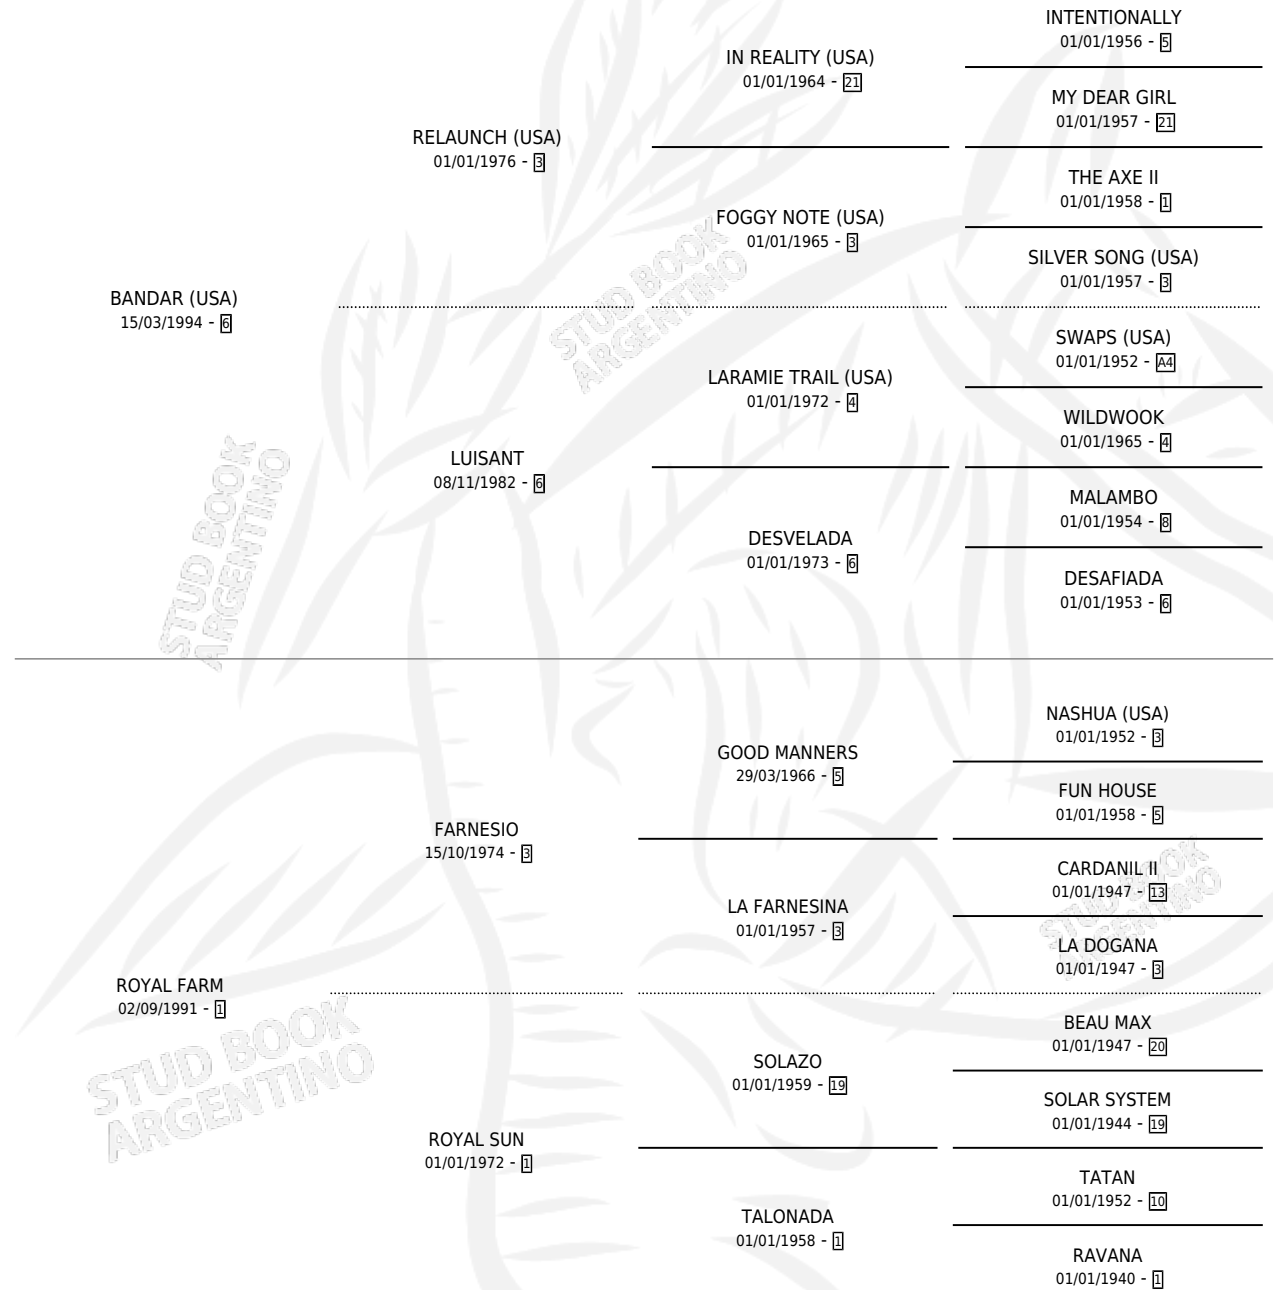 INTENTIONALLY
01/01/1956 - 5
IN REALITY (USA)
01/01/1964 - 21
MY DEAR GIRL
01/01/1957 - 21
RELAUNCH (USA)
01/01/1976 - 3
THE AXE II
01/01/1958 - 1
FOGGY NOTE (USA)
01/01/1965 - 3
SILVER SONG (USA)
01/01/1957 - 3
BANDAR (USA)
15/03/1994 - 6
SWAPS (USA)
01/01/1952 - A4
LARAMIE TRAIL (USA)
01/01/1972 - 4
WILDWOOK
01/01/1965 - 4
LUISANT
08/11/1982 - 6
MALAMBO
01/01/1954 - 8
DESVELADA
01/01/1973 - 6
DESAFIADA
01/01/1953 - 6
NASHUA (USA)
01/01/1952 - 3
GOOD MANNERS
29/03/1966 - 5
FUN HOUSE
01/01/1958 - 5
FARNESIO
15/10/1974 - 3
CARDANIL II
01/01/1947 - 13
LA FARNESINA
01/01/1957 - 3
LA DOGANA
01/01/1947 - 3
ROYAL FARM
02/09/1991 - 1
BEAU MAX
01/01/1947 - 20
SOLAZO
01/01/1959 - 19
SOLAR SYSTEM
01/01/1944 - 19
ROYAL SUN
01/01/1972 - 1
TATAN
01/01/1952 - 10
TALONADA
01/01/1958 - 1
RAVANA
01/01/1940 - 1
STUD BOOK
ARGENTINO
STUD BOOK
ARGENTINO
STUD BOOK
ARGENTINO
STUD BOOK
ARGENTINO